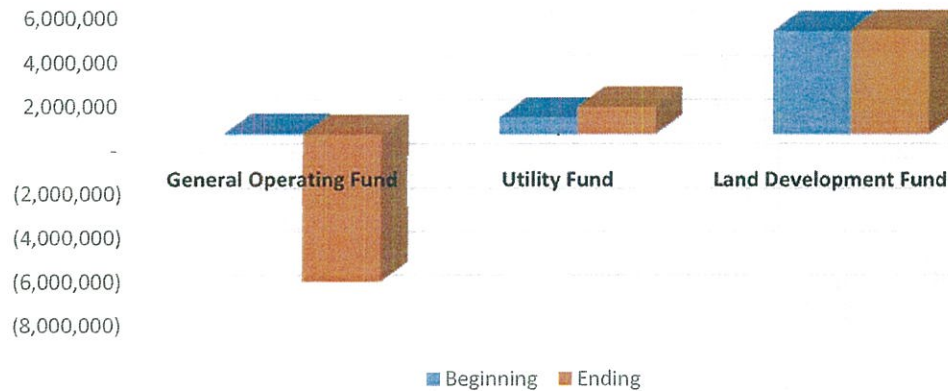 6,000,000
4,000,000
2,000,000
-
(2,000,000)
(4,000,000)
(6,000,000)
(8,000,000)
General Operating Fund
Utility Fund
Land Development Fund
Beginning
Ending